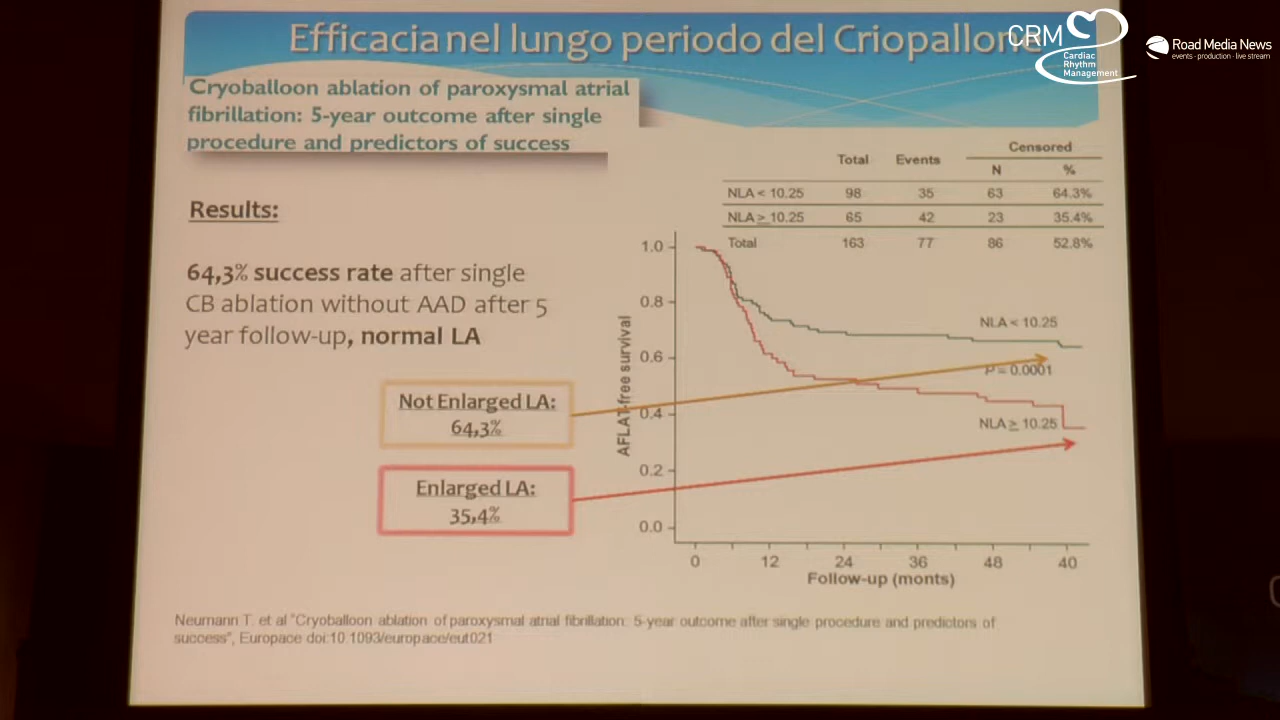 Efficacia nel lungo periodo del Criopallone
CRM
Cardiac
Rhythm
Management
Road Media News
events · production · live stream
Cryoballoon ablation of paroxysmal atrial
fibrillation: 5-year outcome after single
procedure and predictors of success
Results:
64,3% success rate after single
CB ablation without AAD after 5
year follow-up, normal LA
Not Enlarged LA:
64,3%
Enlarged LA:
35,4%
Censored
Total Events N %
NLA < 10.25 98 35 63 64.3%
NLA ≥ 10.25 65 42 23 35.4%
Total 163 77 86 52.8%
AFLAT-free survival
1.0
0.8
0.6
0.4
0.2
0.0
NLA < 10.25
P = 0.0001
NLA ≥ 10.25
0 12 24 36 48 40
Follow-up (monts)
Neumann T. et al "Cryoballoon ablation of paroxysmal atrial fibrillation: 5-year outcome after single procedure and predictors of
success", Europace doi:10.1093/europace/eut021